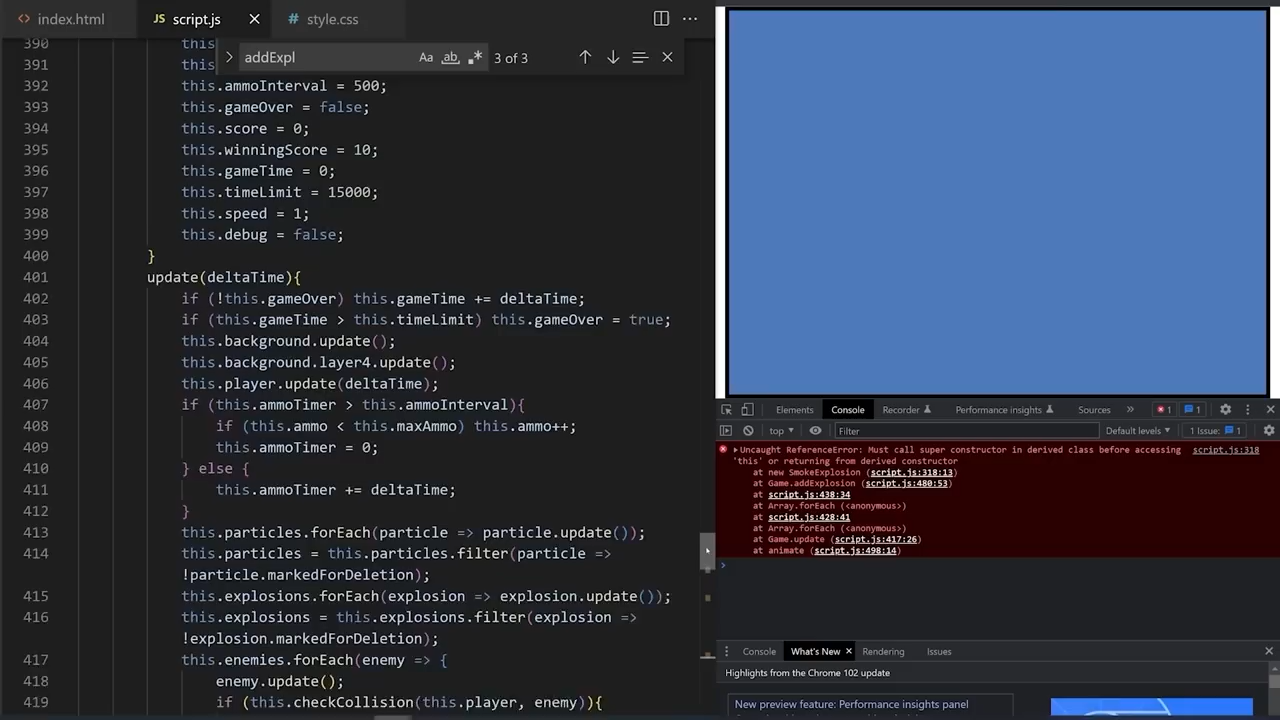 index.html
JS script.js
# style.css
addExpl
Aa
ab
3 of 3
390 this
391 this
392 this.ammoInterval = 500;
393 this.gameOver = false;
394 this.score = 0;
395 this.winningScore = 10;
396 this.gameTime = 0;
397 this.timeLimit = 15000;
398 this.speed = 1;
399 this.debug = false;
400 }
401 update(deltaTime){
402 if (!this.gameOver) this.gameTime += deltaTime;
403 if (this.gameTime > this.timeLimit) this.gameOver = true;
404 this.background.update();
405 this.background.layer4.update();
406 this.player.update(deltaTime);
407 if (this.ammoTimer > this.ammoInterval){
408 if (this.ammo < this.maxAmmo) this.ammo++;
409 this.ammoTimer = 0;
410 } else {
411 this.ammoTimer += deltaTime;
412 }
413 this.particles.forEach(particle => particle.update());
414 this.particles = this.particles.filter(particle =>
!particle.markedForDeletion);
415 this.explosions.forEach(explosion => explosion.update());
416 this.explosions = this.explosions.filter(explosion =>
!explosion.markedForDeletion);
417 this.enemies.forEach(enemy => {
418 enemy.update();
419 if (this.checkCollision(this.player, enemy)){
Elements Console Recorder Performance insights Sources » 1 1
top Filter Default levels 1 Issue: 1
Uncaught ReferenceError: Must call super constructor in derived class before accessing script.js:318
'this' or returning from derived constructor
at new SmokeExplosion (script.js:318:13)
at Game.addExplosion (script.js:480:53)
at script.js:438:34
at Array.forEach (<anonymous>)
at script.js:428:41
at Array.forEach (<anonymous>)
at Game.update (script.js:417:26)
at animate (script.js:498:14)
Console What's New Rendering Issues
Highlights from the Chrome 102 update
New preview feature: Performance insights panel